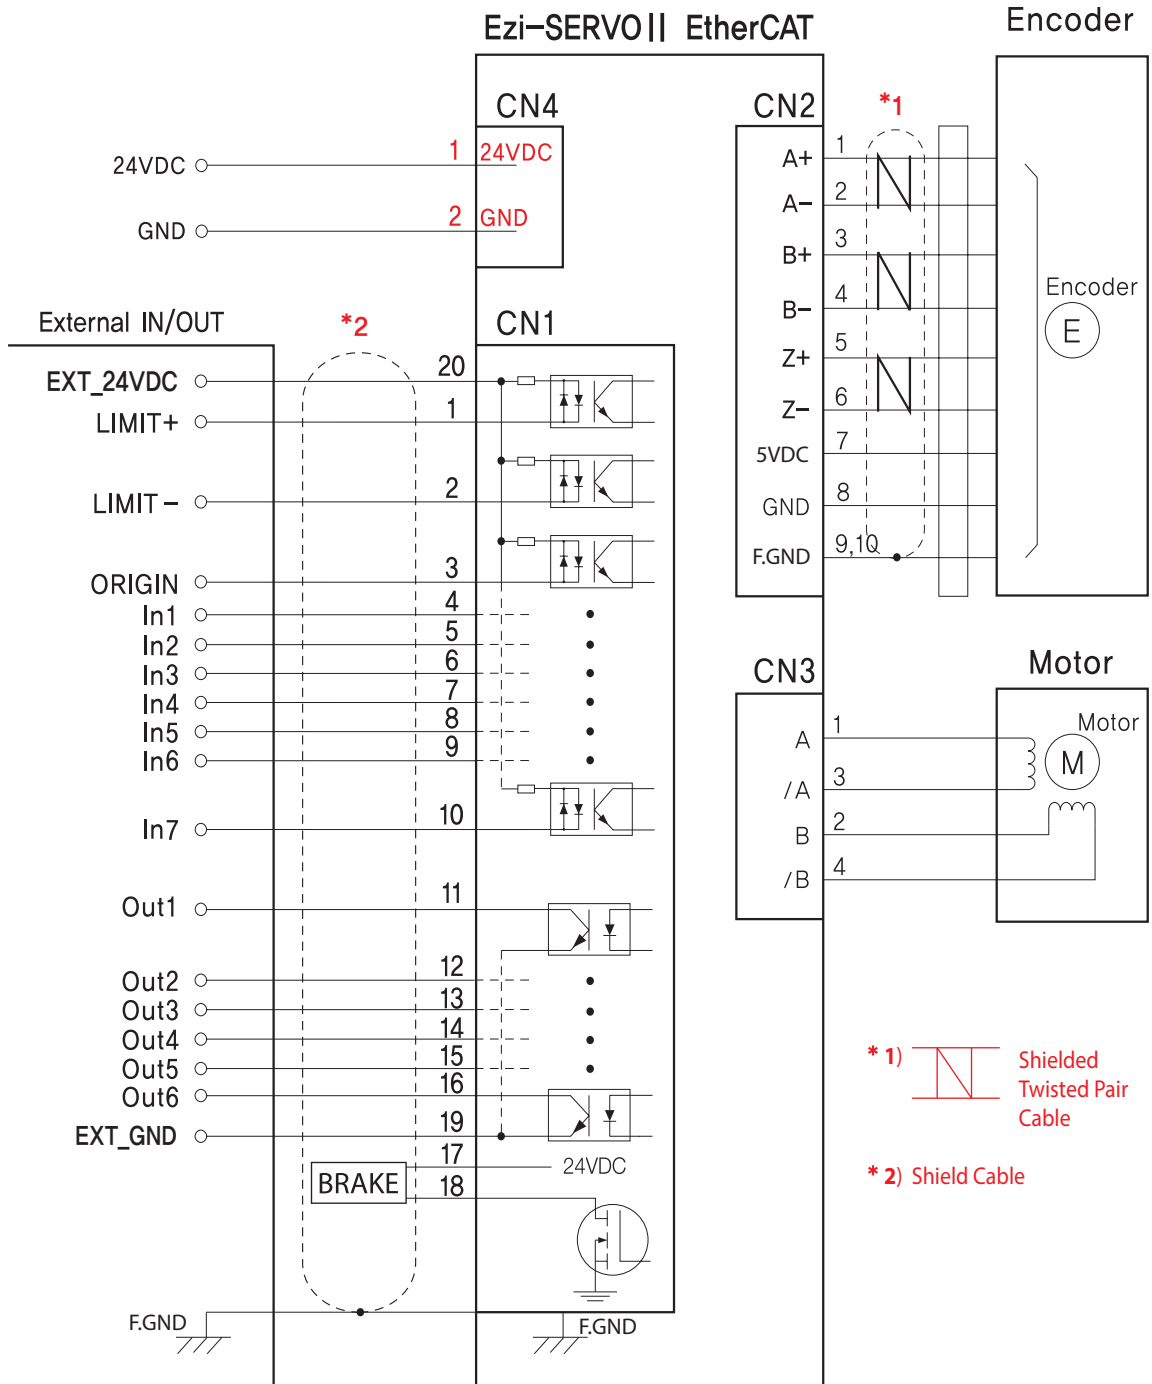 Ezi-SERVOII EtherCAT
Encoder
CN4
1 24VDC
24VDC
2 GND
GND
CN2
*1
A+ 1
A- 2
B+ 3
B- 4
Z+ 5
Z- 6
5VDC 7
GND 8
F.GND 9,10
Encoder
E
External IN/OUT
*2
CN1
EXT_24VDC 20
LIMIT+ 1
LIMIT- 2
ORIGIN 3
In1 4
In2 5
In3 6
In4 7
In5 8
In6 9
In7 10
Out1 11
Out2 12
Out3 13
Out4 14
Out5 15
Out6 16
EXT_GND 19
17 24VDC
BRAKE 18
F.GND
F.GND
CN3
Motor
A 1
/A 3
B 2
/B 4
Motor
M
* 1) Shielded
Twisted Pair
Cable
* 2) Shield Cable